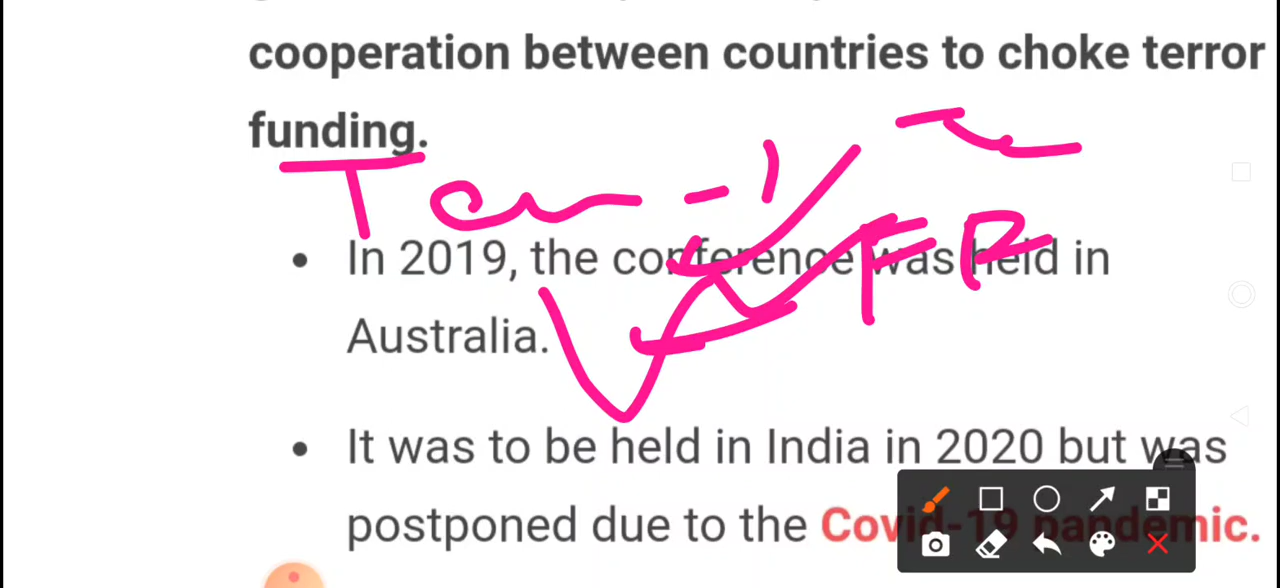 cooperation between countries to choke terror
funding.
In 2019, the conference was held in
Australia.
It was to be held in India in 2020 but was
postponed due to the Covid-19 pandemic.